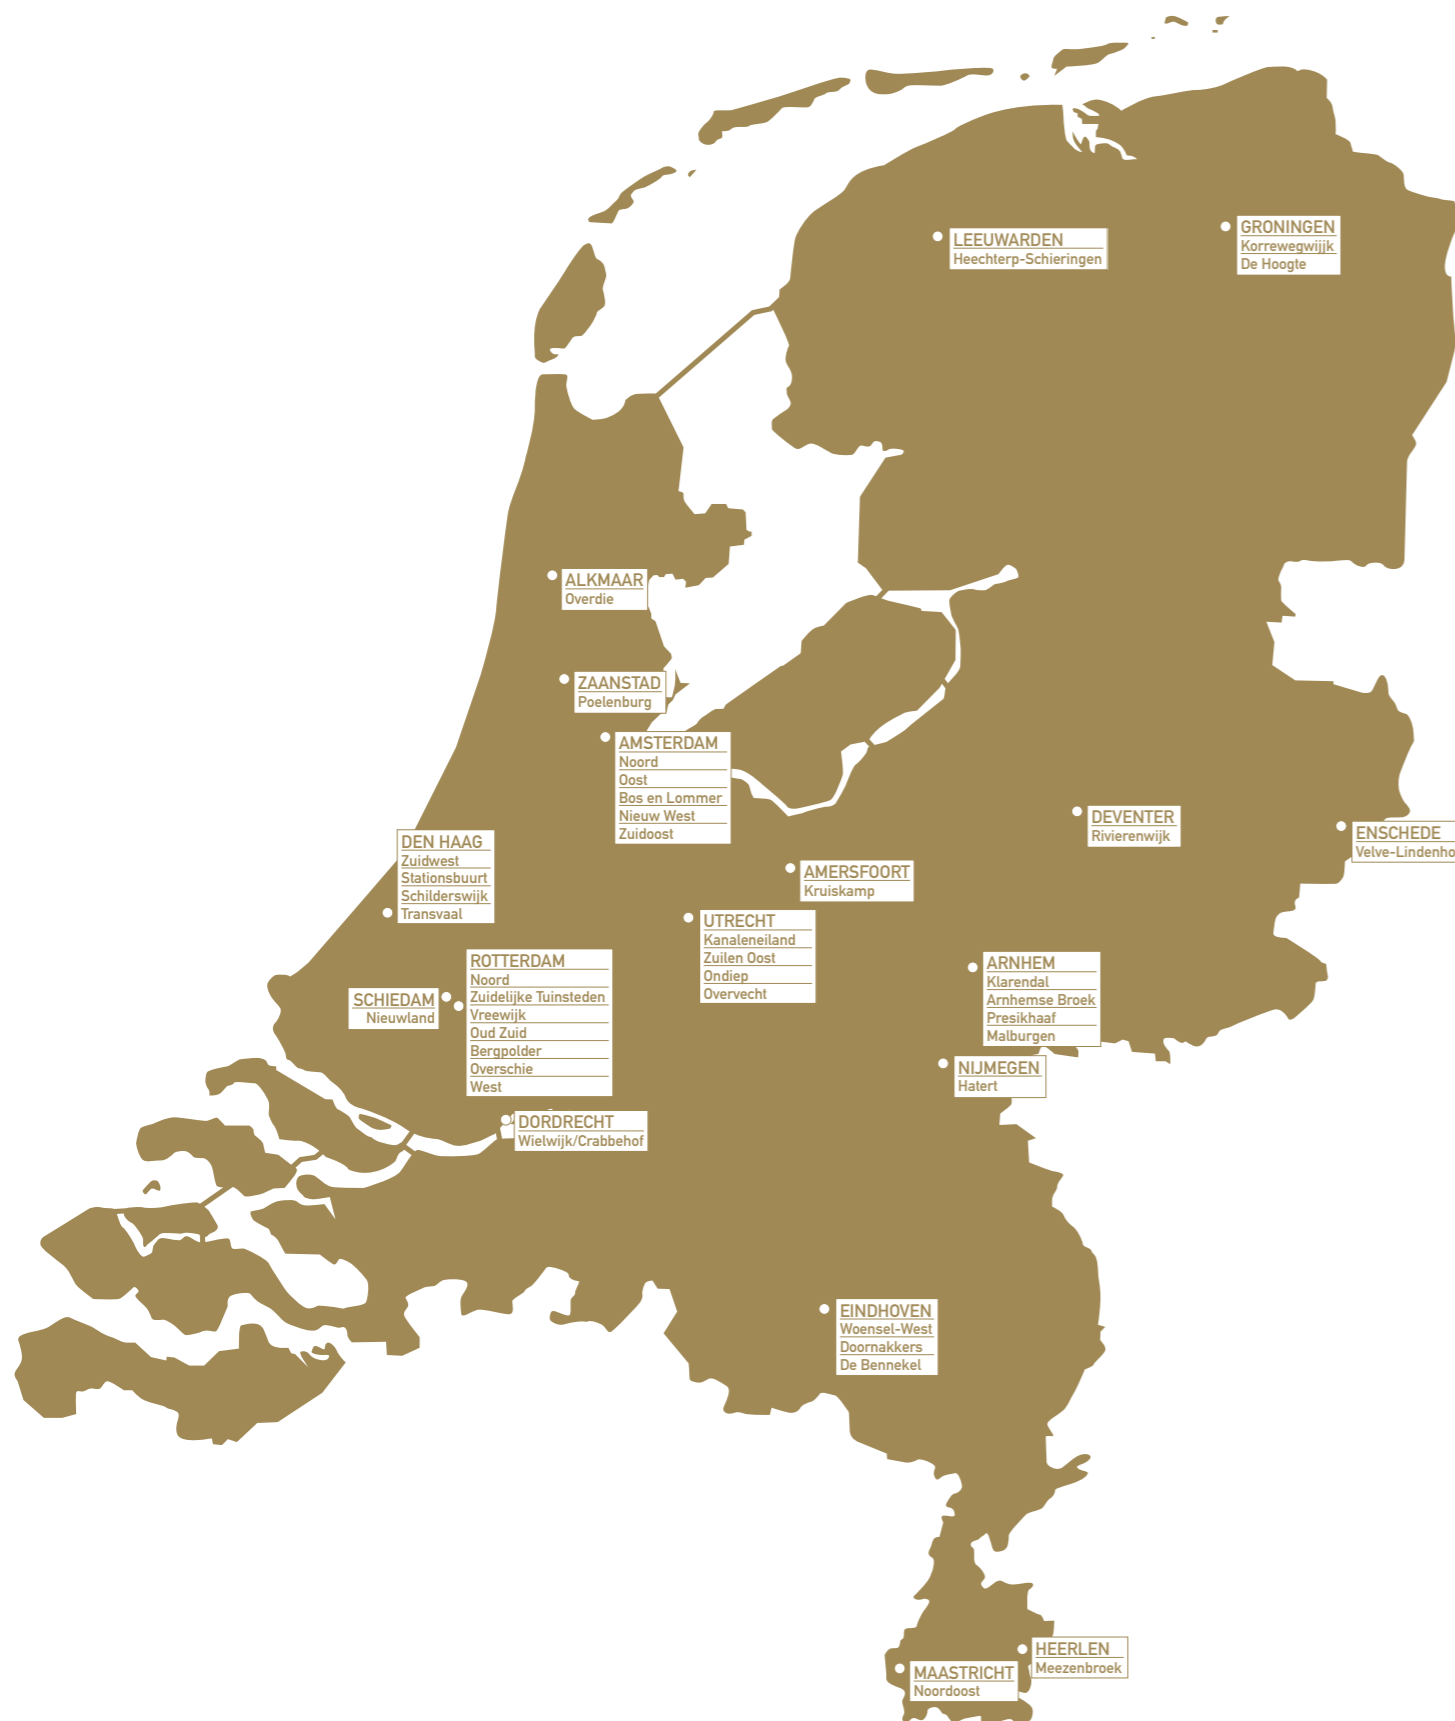 LEEUWARDEN
Heechterp-Schieringen
GRONINGEN
Korrewegwijjk
De Hoogte
ALKMAAR
Overdie
ZAANSTAD
Poelenburg
AMSTERDAM
Noord
Oost
Bos en Lommer
Nieuw West
Zuidoost
DEN HAAG
Zuidwest
Stationsbuurt
Schilderswijk
Transvaal
DEVENTER
Rivierenwijk
ENSCHEDE
Velve-Lindenho
AMERSFOORT
Kruiskamp
UTRECHT
Kanaleneiland
Zuilen Oost
Ondiep
Overvecht
ROTTERDAM
Noord
Zuidelijke Tuinsteden
Vreewijk
Oud Zuid
Bergpolder
Overschie
West
SCHIEDAM
Nieuwland
ARNHEM
Klarendal
Arnhemse Broek
Presikhaaf
Malburgen
NIJMEGEN
Hatert
DORDRECHT
Wielwijk/Crabbehof
EINDHOVEN
Woensel-West
Doornakkers
De Bennekel
HEERLEN
Meezenbroek
MAASTRICHT
Noordoost